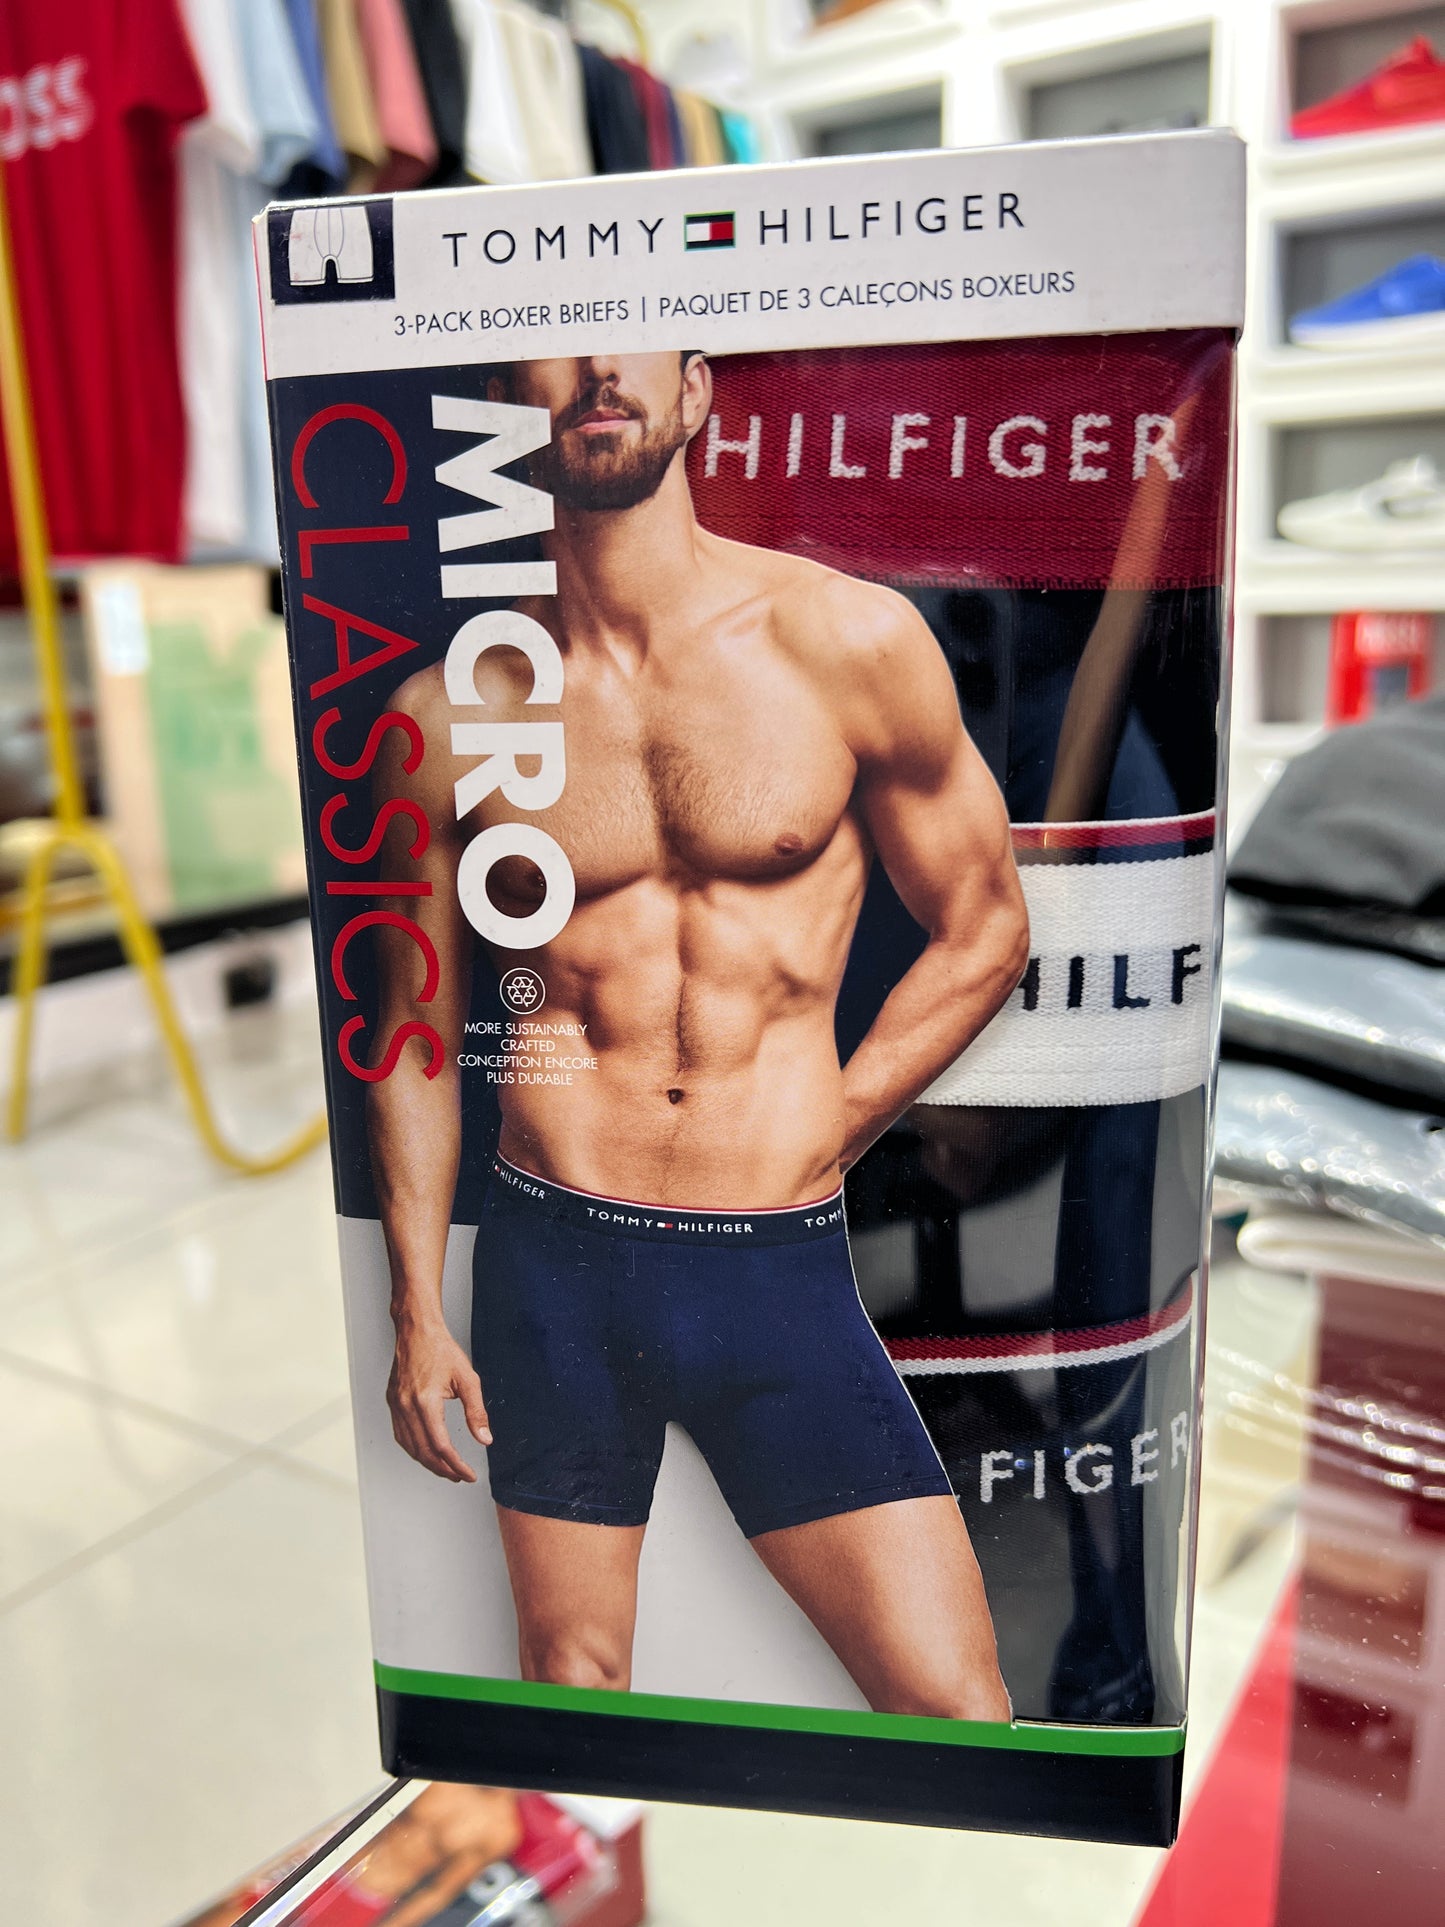 OSS
TOMMY HILFIGER
3-PACK BOXER BRIEFS | PAQUET DE 3 CALEÇONS BOXEURS
MICRO
CLASSICS
HILFIGER
HILF
MORE SUSTAINABLY
CRAFTED
CONCEPTION ENCORE
PLUS DURABLE
HILFIGER
TOMMY HILFIGER
TOM
FIGER